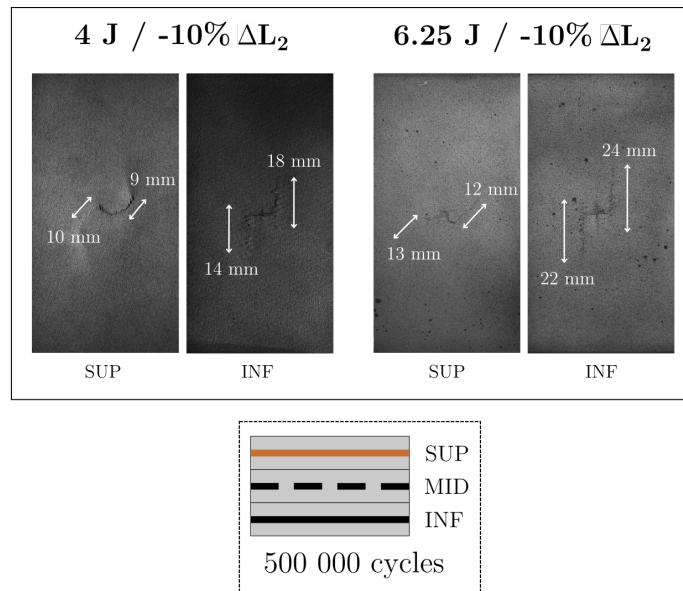 4 J / -10% ΔL₂
6.25 J / -10% ΔL₂
9 mm
10 mm
18 mm
14 mm
12 mm
13 mm
24 mm
22 mm
SUP
INF
SUP
INF
SUP
MID
INF
500 000 cycles